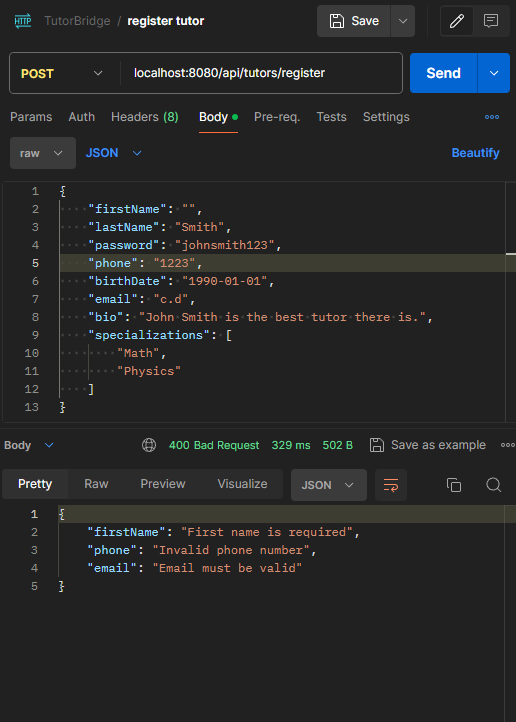 HTTP TutorBridge / register tutor Save
POST localhost:8080/api/tutors/register Send
Params Auth Headers (8) Body Pre-req. Tests Settings
raw JSON Beautify
1 {
2 "firstName": "",
3 "lastName": "Smith",
4 "password": "johnsmith123",
5 "phone": "1223",
6 "birthDate": "1990-01-01",
7 "email": "c.d",
8 "bio": "John Smith is the best tutor there is.",
9 "specializations": [
10 "Math",
11 "Physics"
12 ]
13 }
Body 400 Bad Request 329 ms 502 B Save as example
Pretty Raw Preview Visualize JSON
1 {
2 "firstName": "First name is required",
3 "phone": "Invalid phone number",
4 "email": "Email must be valid"
5 }